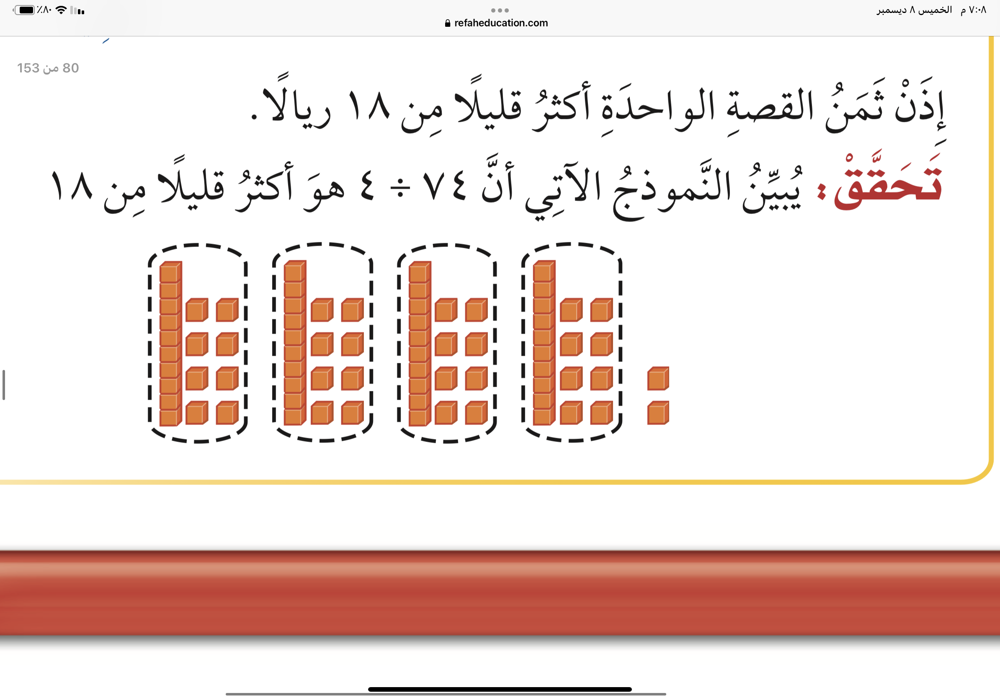 ٧:٠٨ م الخميس ٨ ديسمبر
٪٨٠
refaheducation.com
80 من 153
إِذَنْ ثَمَنُ القصةِ الواحدَةِ أكثرُ قليلًا مِن ١٨ ريالًا .
تَحَقَّقْ: يُبيِّنُ النَّموذجُ الآتِي أنَّ ٧٤ ÷ ٤ هوَ أكثرُ قليلًا مِن ١٨